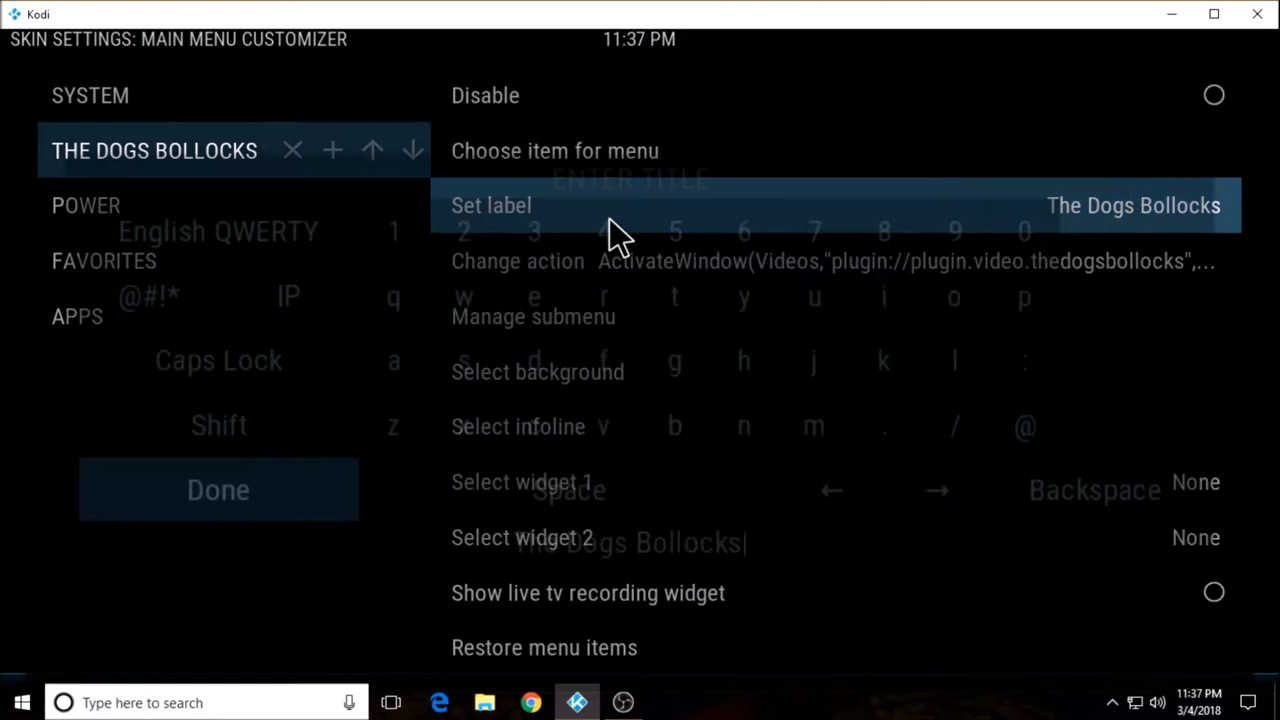 Kodi
SKIN SETTINGS: MAIN MENU CUSTOMIZER 11:37 PM
SYSTEM
THE DOGS BOLLOCKS
POWER
FAVORITES
APPS
Disable
Choose item for menu
Set label The Dogs Bollocks
Change action ActivateWindow(Videos,"plugin://plugin.video.thedogsbollocks",...
Manage submenu
Select background
Select infoline
Select widget 1 None
Select widget 2 None
Show live tv recording widget
Restore menu items
ENTER TITLE
English QWERTY 1 2 3 4 5 6 7 8 9 0
@#!* IP q w e r t y u i o p
Caps Lock a s d f g h j k l :
Shift z x c v b n m . / @
Done Space ← → Backspace
The Dogs Bollocks
Type here to search
11:37 PM
3/4/2018